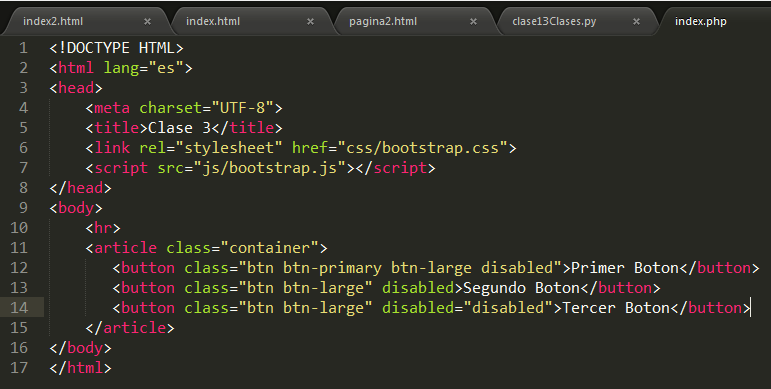 index2.html × index.html × pagina2.html × clase13Clases.py × index.php
1 <!DOCTYPE HTML>
2 <html lang="es">
3 <head>
4     <meta charset="UTF-8">
5     <title>Clase 3</title>
6     <link rel="stylesheet" href="css/bootstrap.css">
7     <script src="js/bootstrap.js"></script>
8 </head>
9 <body>
10     <hr>
11     <article class="container">
12        <button class="btn btn-primary btn-large disabled">Primer Boton</button>
13        <button class="btn btn-large" disabled>Segundo Boton</button>
14        <button class="btn btn-large" disabled="disabled">Tercer Boton</button>
15     </article>
16 </body>
17 </html>